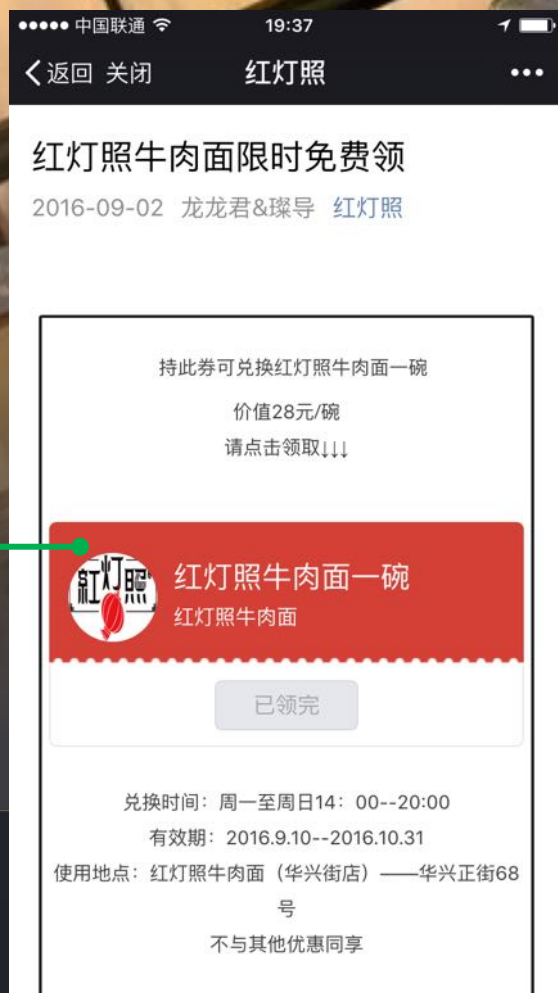 中国联通 19:37
返回 关闭 红灯照
红灯照牛肉面限时免费领
2016-09-02 龙龙君&璨导 红灯照
持此券可兑换红灯照牛肉面一碗
价值28元/碗
请点击领取↓↓↓
紅灯照
红灯照牛肉面一碗
红灯照牛肉面
已领完
兑换时间：周一至周日14：00--20:00
有效期：2016.9.10--2016.10.31
使用地点：红灯照牛肉面（华兴街店）——华兴正街68
号
不与其他优惠同享